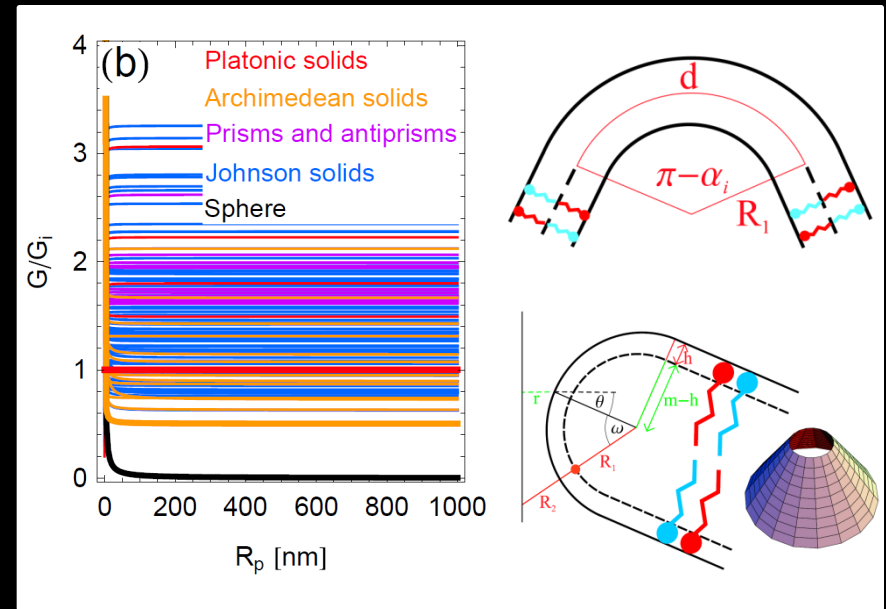 (b)
Platonic solids
Archimedean solids
Prisms and antiprisms
Johnson solids
Sphere
4
3
2
1
0
G/Gᵢ
0 200 400 600 800 1000
Rₚ [nm]
d
π−αᵢ
R₁
h
m−h
r
θ
ω
R₁
R₂